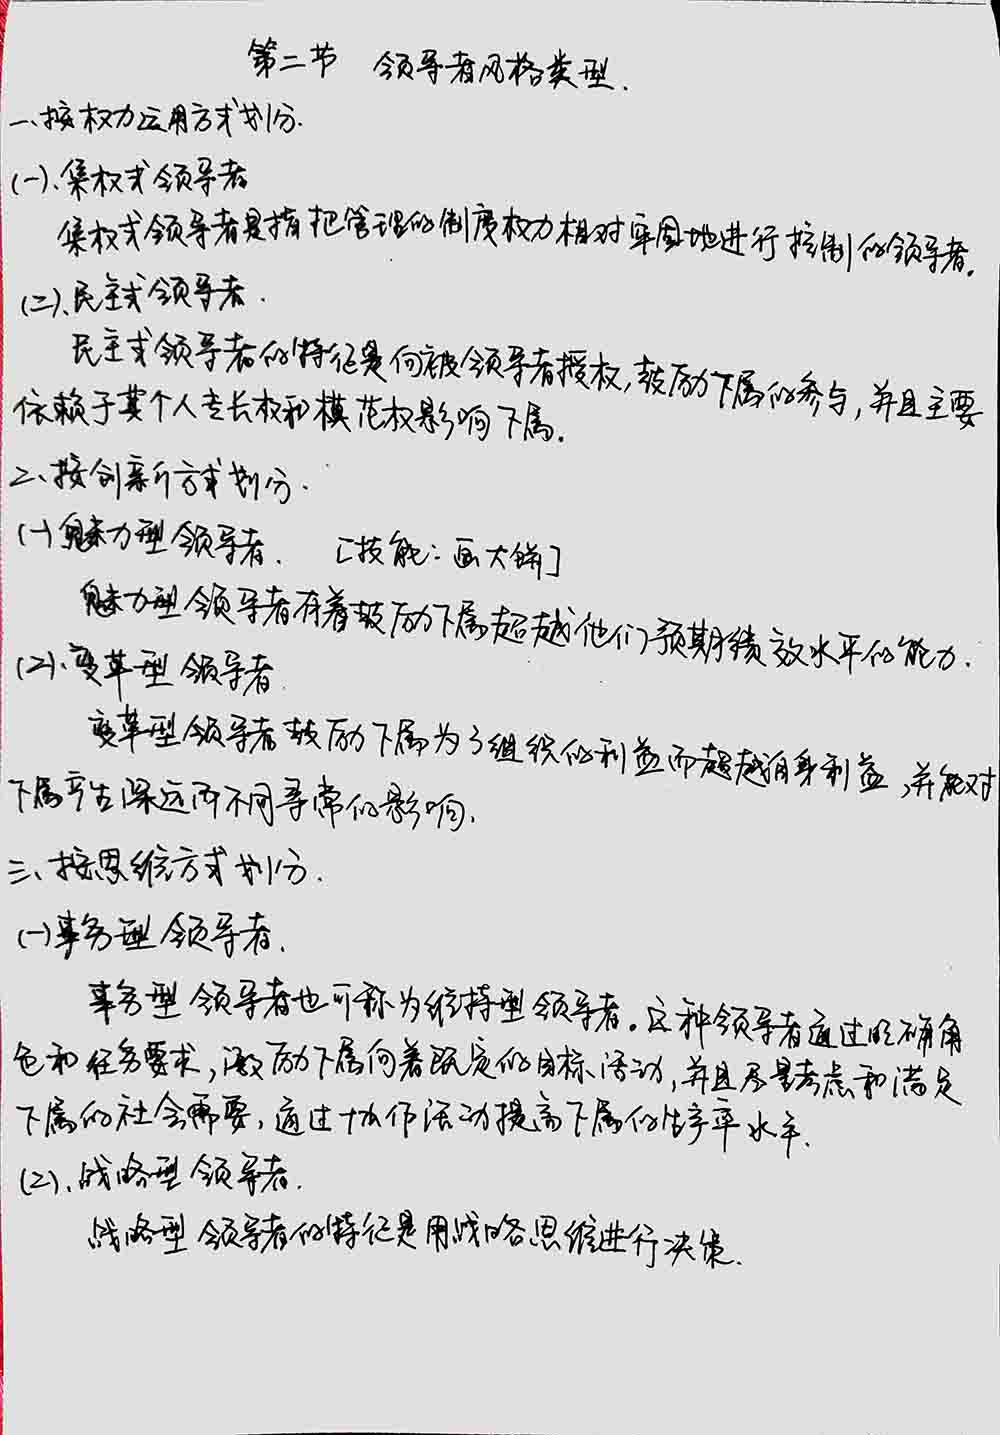 第二节 领导者风格类型.
一、按权力运用方式划分.
(一)、集权式领导者
集权式领导者是指把管理的制度权力相对牢固地进行控制的领导者。
(二)、民主式领导者.
民主式领导者的特征是向被领导者授权,鼓励下属的参与,并且主要
依赖于其个人专长权和模范权影响下属.
二、按创新方式划分.
(一)魅力型领导者. [技能:画大饼]
魅力型领导者有着鼓励下属超越他们预期绩效水平的能力.
(2)、变革型领导者
变革型领导者鼓励下属为了组织的利益而超越自身利益,并能对
下属产生深远而不同寻常的影响.
三、按思维方式划分.
(一)事务型领导者.
事务型领导者也可称为维持型领导者。这种领导者通过明确角
色和任务要求,激励下属向着既定的目标活动,并且尽量考虑和满足
下属的社会需要,通过协作活动提高下属的生产率水平.
(2)、战略型领导者.
战略型领导者的特征是用战略思维进行决策.